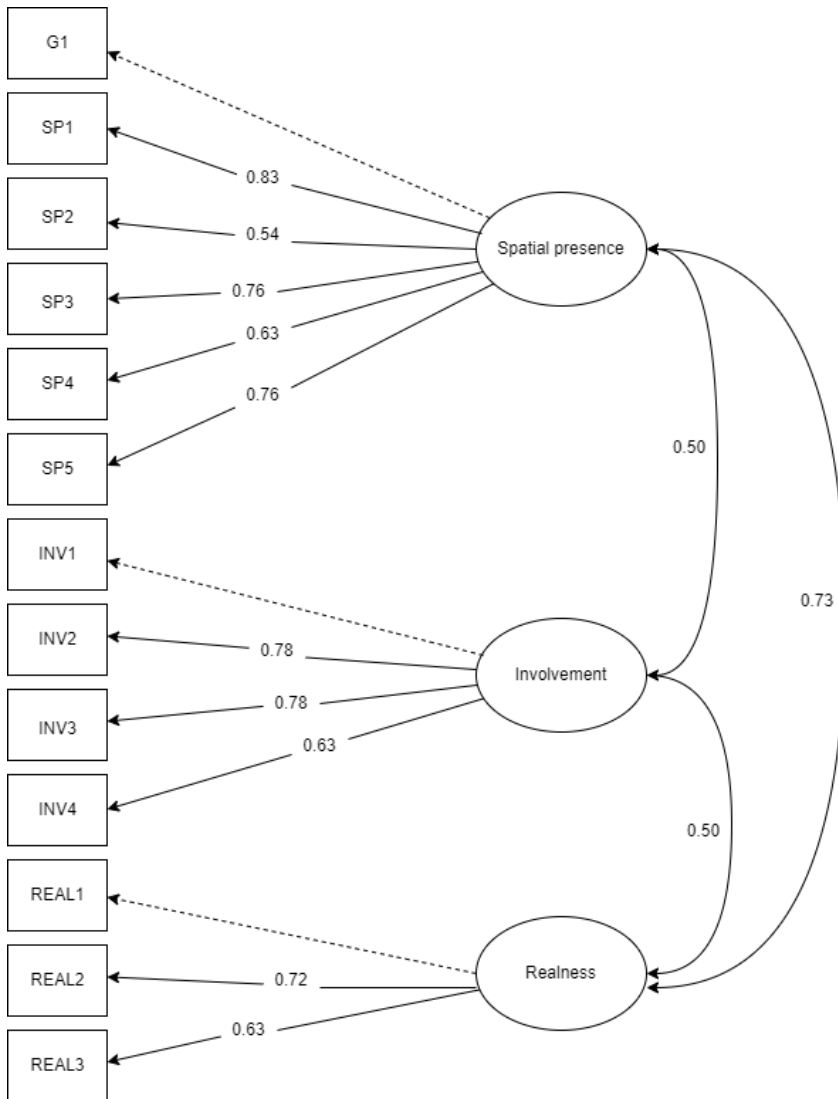 G1
SP1
0.83
SP2
0.54
Spatial presence
SP3
0.76
SP4
0.63
SP5
0.76
0.50
INV1
0.73
INV2
0.78
Involvement
INV3
0.78
INV4
0.63
0.50
REAL1
REAL2
0.72
Realness
REAL3
0.63